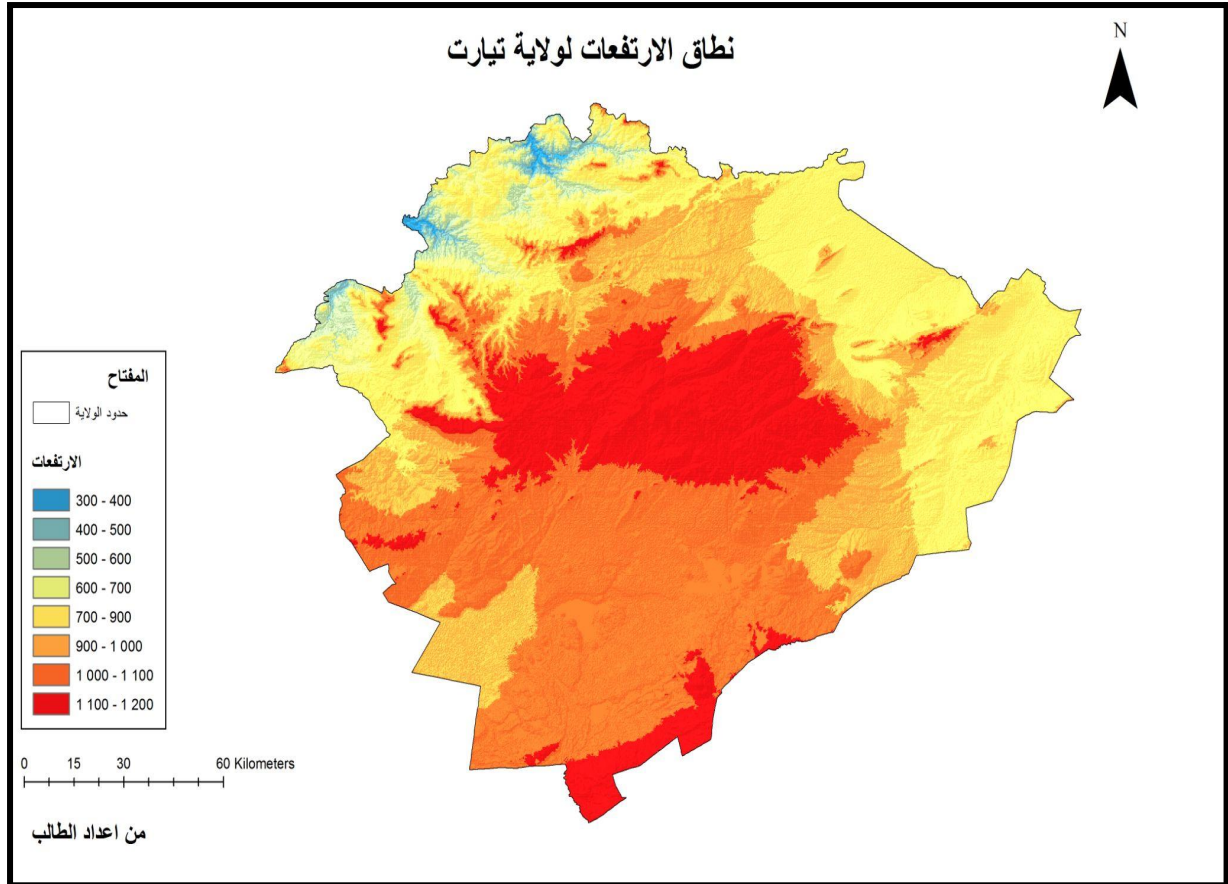 نطاق الارتفعات لولاية تيارت
N
المفتاح
حدود الولاية
الارتفعات
300 - 400
400 - 500
500 - 600
600 - 700
700 - 900
900 - 1 000
1 000 - 1 100
1 100 - 1 200
0 15 30 60 Kilometers
من اعداد الطالب